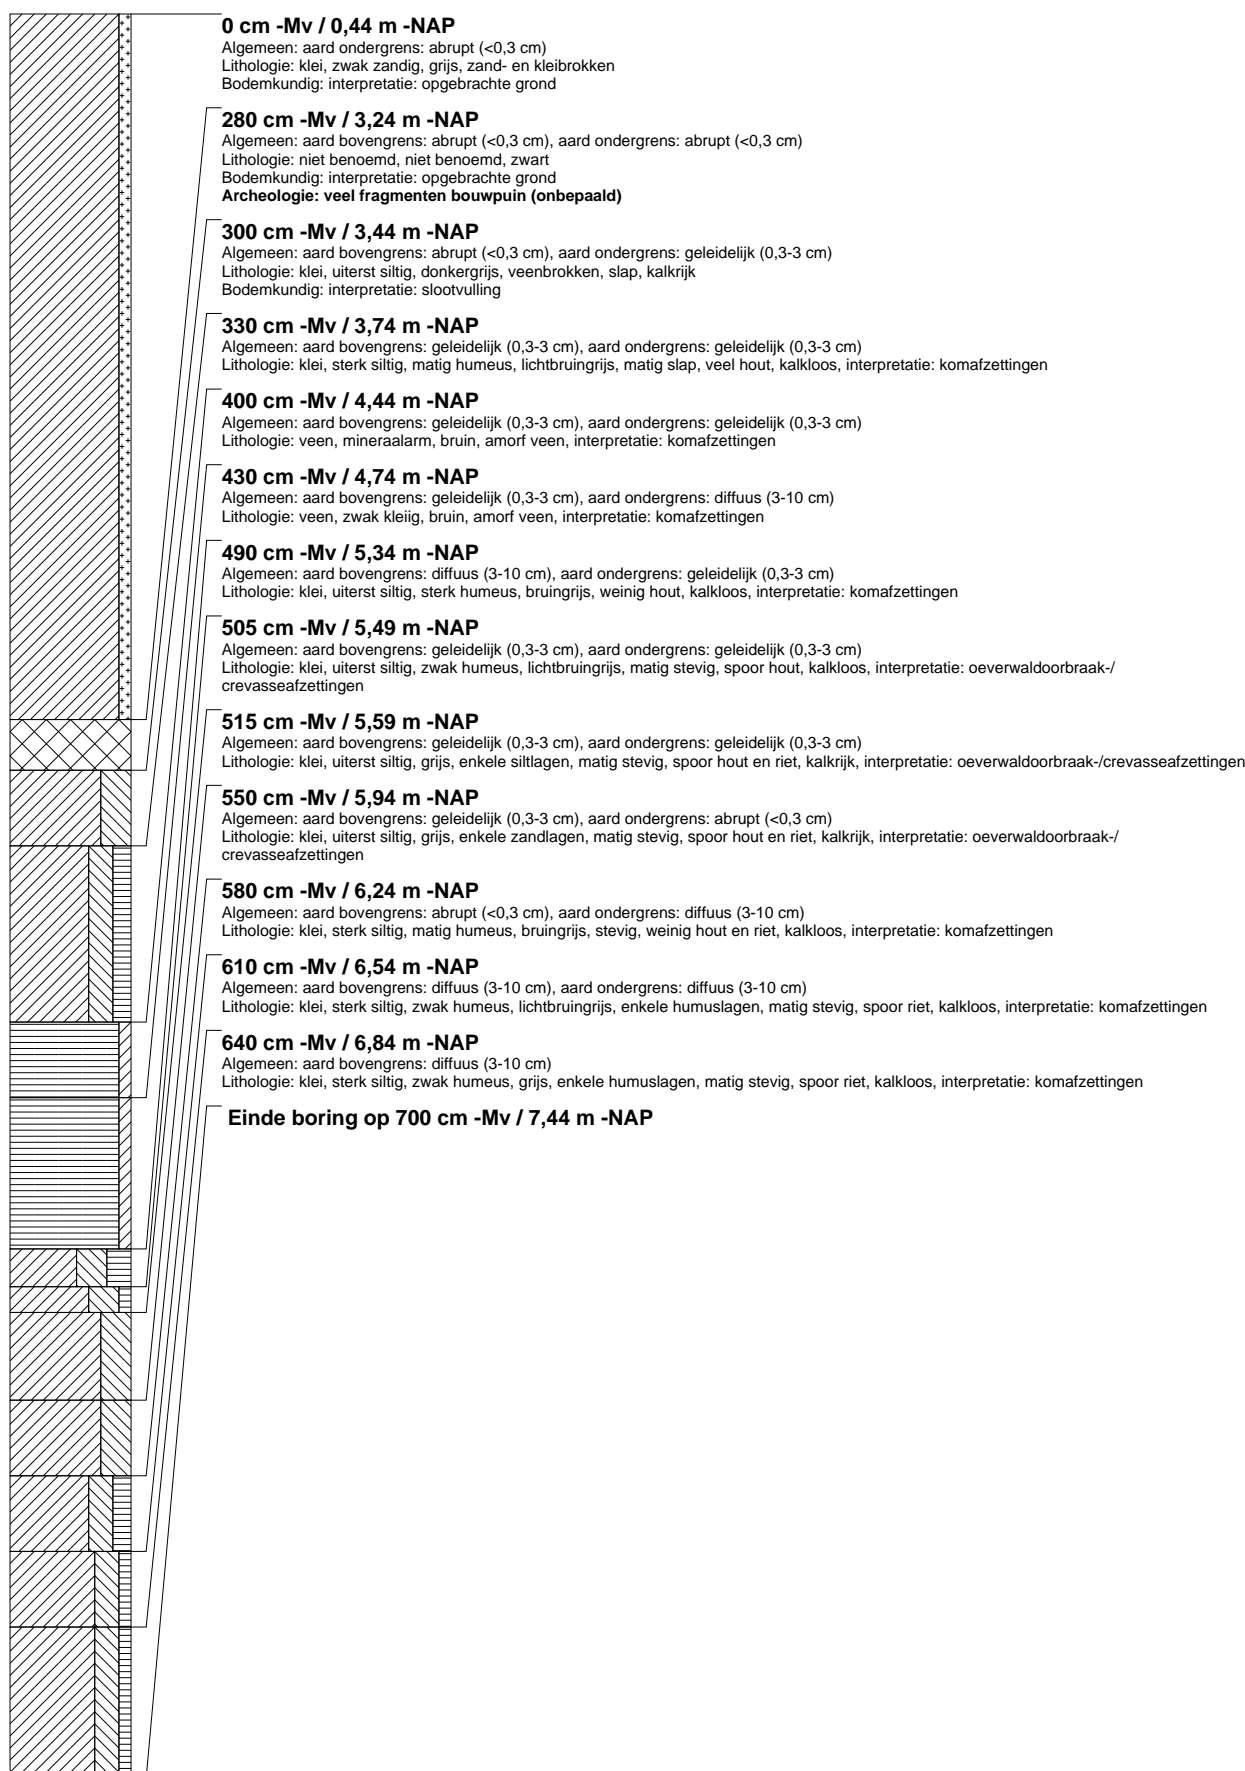 0 cm -Mv / 0,44 m -NAP
Algemeen: aard ondergrens: abrupt (<0,3 cm)
Lithologie: klei, zwak zandig, grijs, zand- en kleibrokken
Bodemkundig: interpretatie: opgebrachte grond
280 cm -Mv / 3,24 m -NAP
Algemeen: aard bovengrens: abrupt (<0,3 cm), aard ondergrens: abrupt (<0,3 cm)
Lithologie: niet benoemd, niet benoemd, zwart
Bodemkundig: interpretatie: opgebrachte grond
Archeologie: veel fragmenten bouwpuin (onbepaald)
300 cm -Mv / 3,44 m -NAP
Algemeen: aard bovengrens: abrupt (<0,3 cm), aard ondergrens: geleidelijk (0,3-3 cm)
Lithologie: klei, uiterst siltig, donkergrijs, veenbrokken, slap, kalkrijk
Bodemkundig: interpretatie: slootvulling
330 cm -Mv / 3,74 m -NAP
Algemeen: aard bovengrens: geleidelijk (0,3-3 cm), aard ondergrens: geleidelijk (0,3-3 cm)
Lithologie: klei, sterk siltig, matig humeus, lichtbruingrijs, matig slap, veel hout, kalkloos, interpretatie: komafzettingen
400 cm -Mv / 4,44 m -NAP
Algemeen: aard bovengrens: geleidelijk (0,3-3 cm), aard ondergrens: geleidelijk (0,3-3 cm)
Lithologie: veen, mineraalarm, bruin, amorf veen, interpretatie: komafzettingen
430 cm -Mv / 4,74 m -NAP
Algemeen: aard bovengrens: geleidelijk (0,3-3 cm), aard ondergrens: diffuus (3-10 cm)
Lithologie: veen, zwak kleiig, bruin, amorf veen, interpretatie: komafzettingen
490 cm -Mv / 5,34 m -NAP
Algemeen: aard bovengrens: diffuus (3-10 cm), aard ondergrens: geleidelijk (0,3-3 cm)
Lithologie: klei, uiterst siltig, sterk humeus, bruingrijs, weinig hout, kalkloos, interpretatie: komafzettingen
505 cm -Mv / 5,49 m -NAP
Algemeen: aard bovengrens: geleidelijk (0,3-3 cm), aard ondergrens: geleidelijk (0,3-3 cm)
Lithologie: klei, uiterst siltig, zwak humeus, lichtbruingrijs, matig stevig, spoor hout, kalkloos, interpretatie: oeverwaldoorbraak-/
crevasseafzettingen
515 cm -Mv / 5,59 m -NAP
Algemeen: aard bovengrens: geleidelijk (0,3-3 cm), aard ondergrens: geleidelijk (0,3-3 cm)
Lithologie: klei, uiterst siltig, grijs, enkele siltlagen, matig stevig, spoor hout en riet, kalkrijk, interpretatie: oeverwaldoorbraak-/crevasseafzettingen
550 cm -Mv / 5,94 m -NAP
Algemeen: aard bovengrens: geleidelijk (0,3-3 cm), aard ondergrens: abrupt (<0,3 cm)
Lithologie: klei, uiterst siltig, grijs, enkele zandlagen, matig stevig, spoor hout en riet, kalkrijk, interpretatie: oeverwaldoorbraak-/
crevasseafzettingen
580 cm -Mv / 6,24 m -NAP
Algemeen: aard bovengrens: abrupt (<0,3 cm), aard ondergrens: diffuus (3-10 cm)
Lithologie: klei, sterk siltig, matig humeus, bruingrijs, stevig, weinig hout en riet, kalkloos, interpretatie: komafzettingen
610 cm -Mv / 6,54 m -NAP
Algemeen: aard bovengrens: diffuus (3-10 cm), aard ondergrens: diffuus (3-10 cm)
Lithologie: klei, sterk siltig, zwak humeus, lichtbruingrijs, enkele humuslagen, matig stevig, spoor riet, kalkloos, interpretatie: komafzettingen
640 cm -Mv / 6,84 m -NAP
Algemeen: aard bovengrens: diffuus (3-10 cm)
Lithologie: klei, sterk siltig, zwak humeus, grijs, enkele humuslagen, matig stevig, spoor riet, kalkloos, interpretatie: komafzettingen
Einde boring op 700 cm -Mv / 7,44 m -NAP